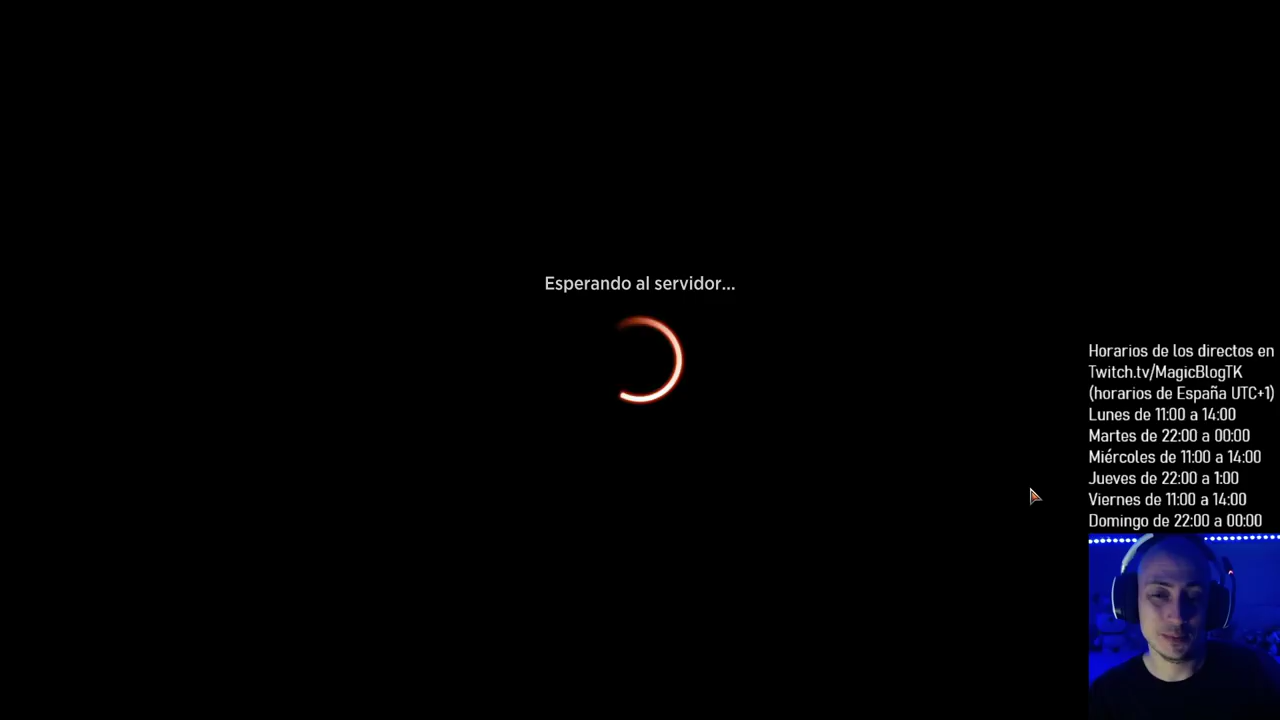 Esperando al servidor...
Horarios de los directos en
Twitch.tv/MagicBlogTK
(horarios de España UTC+1)
Lunes de 11:00 a 14:00
Martes de 22:00 a 00:00
Miércoles de 11:00 a 14:00
Jueves de 22:00 a 1:00
Viernes de 11:00 a 14:00
Domingo de 22:00 a 00:00